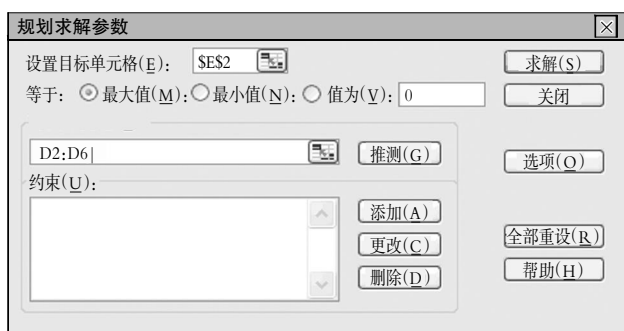 规划求解参数
设置目标单元格(E): $E$2 求解(S)
等于: 最大值(M): 最小值(N): 值为(V): 0 关闭
D2:D6 推测(G) 选项(O)
约束(U):
添加(A)
更改(C) 全部重设(R)
删除(D) 帮助(H)